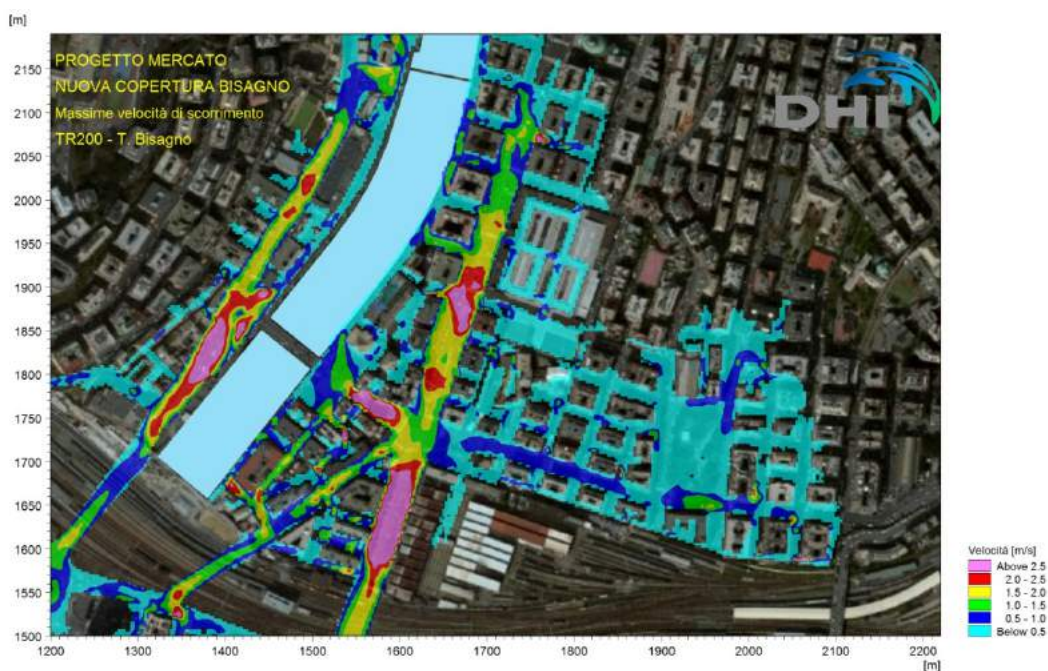 [m]
PROGETTO MERCATO
NUOVA COPERTURA BISAGNO
Massime velocità di scorrimento
TR200 - T. Bisagno
DHI
2150
2100
2050
2000
1950
1900
1850
1800
1750
1700
1650
1600
1550
1500
1200 1300 1400 1500 1600 1700 1800 1900 2000 2100 2200
[m]
Velocità [m/s]
Above 2.5
2.0 - 2.5
1.5 - 2.0
1.0 - 1.5
0.5 - 1.0
Below 0.5